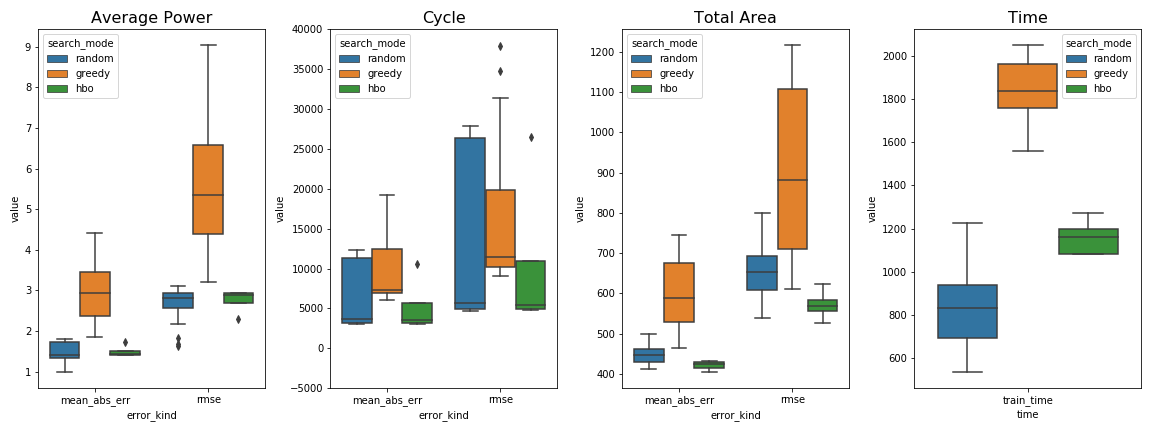 Average Power
search_mode
random
greedy
hbo
9
8
7
6
5
4
3
2
1
value
mean_abs_err
rmse
error_kind
Cycle
search_mode
random
greedy
hbo
40000
35000
30000
25000
20000
15000
10000
5000
0
−5000
value
mean_abs_err
rmse
error_kind
Total Area
search_mode
random
greedy
hbo
1200
1100
1000
900
800
700
600
500
400
value
mean_abs_err
rmse
error_kind
Time
search_mode
random
greedy
hbo
2000
1800
1600
1400
1200
1000
800
600
value
train_time
time